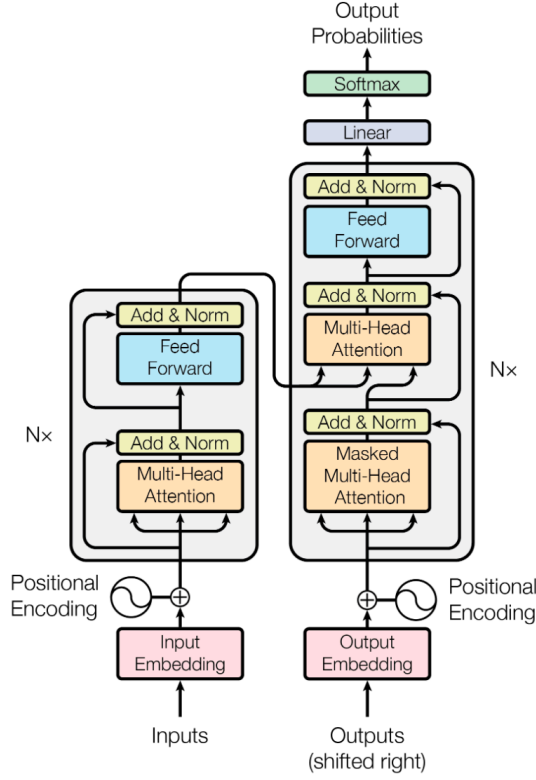 Output
Probabilities
Softmax
Linear
Add & Norm
Feed
Forward
Add & Norm
Multi-Head
Attention
Add & Norm
Masked
Multi-Head
Attention
N×
Positional
Encoding
Output
Embedding
Outputs
(shifted right)
Add & Norm
Feed
Forward
Add & Norm
Multi-Head
Attention
N×
Positional
Encoding
Input
Embedding
Inputs